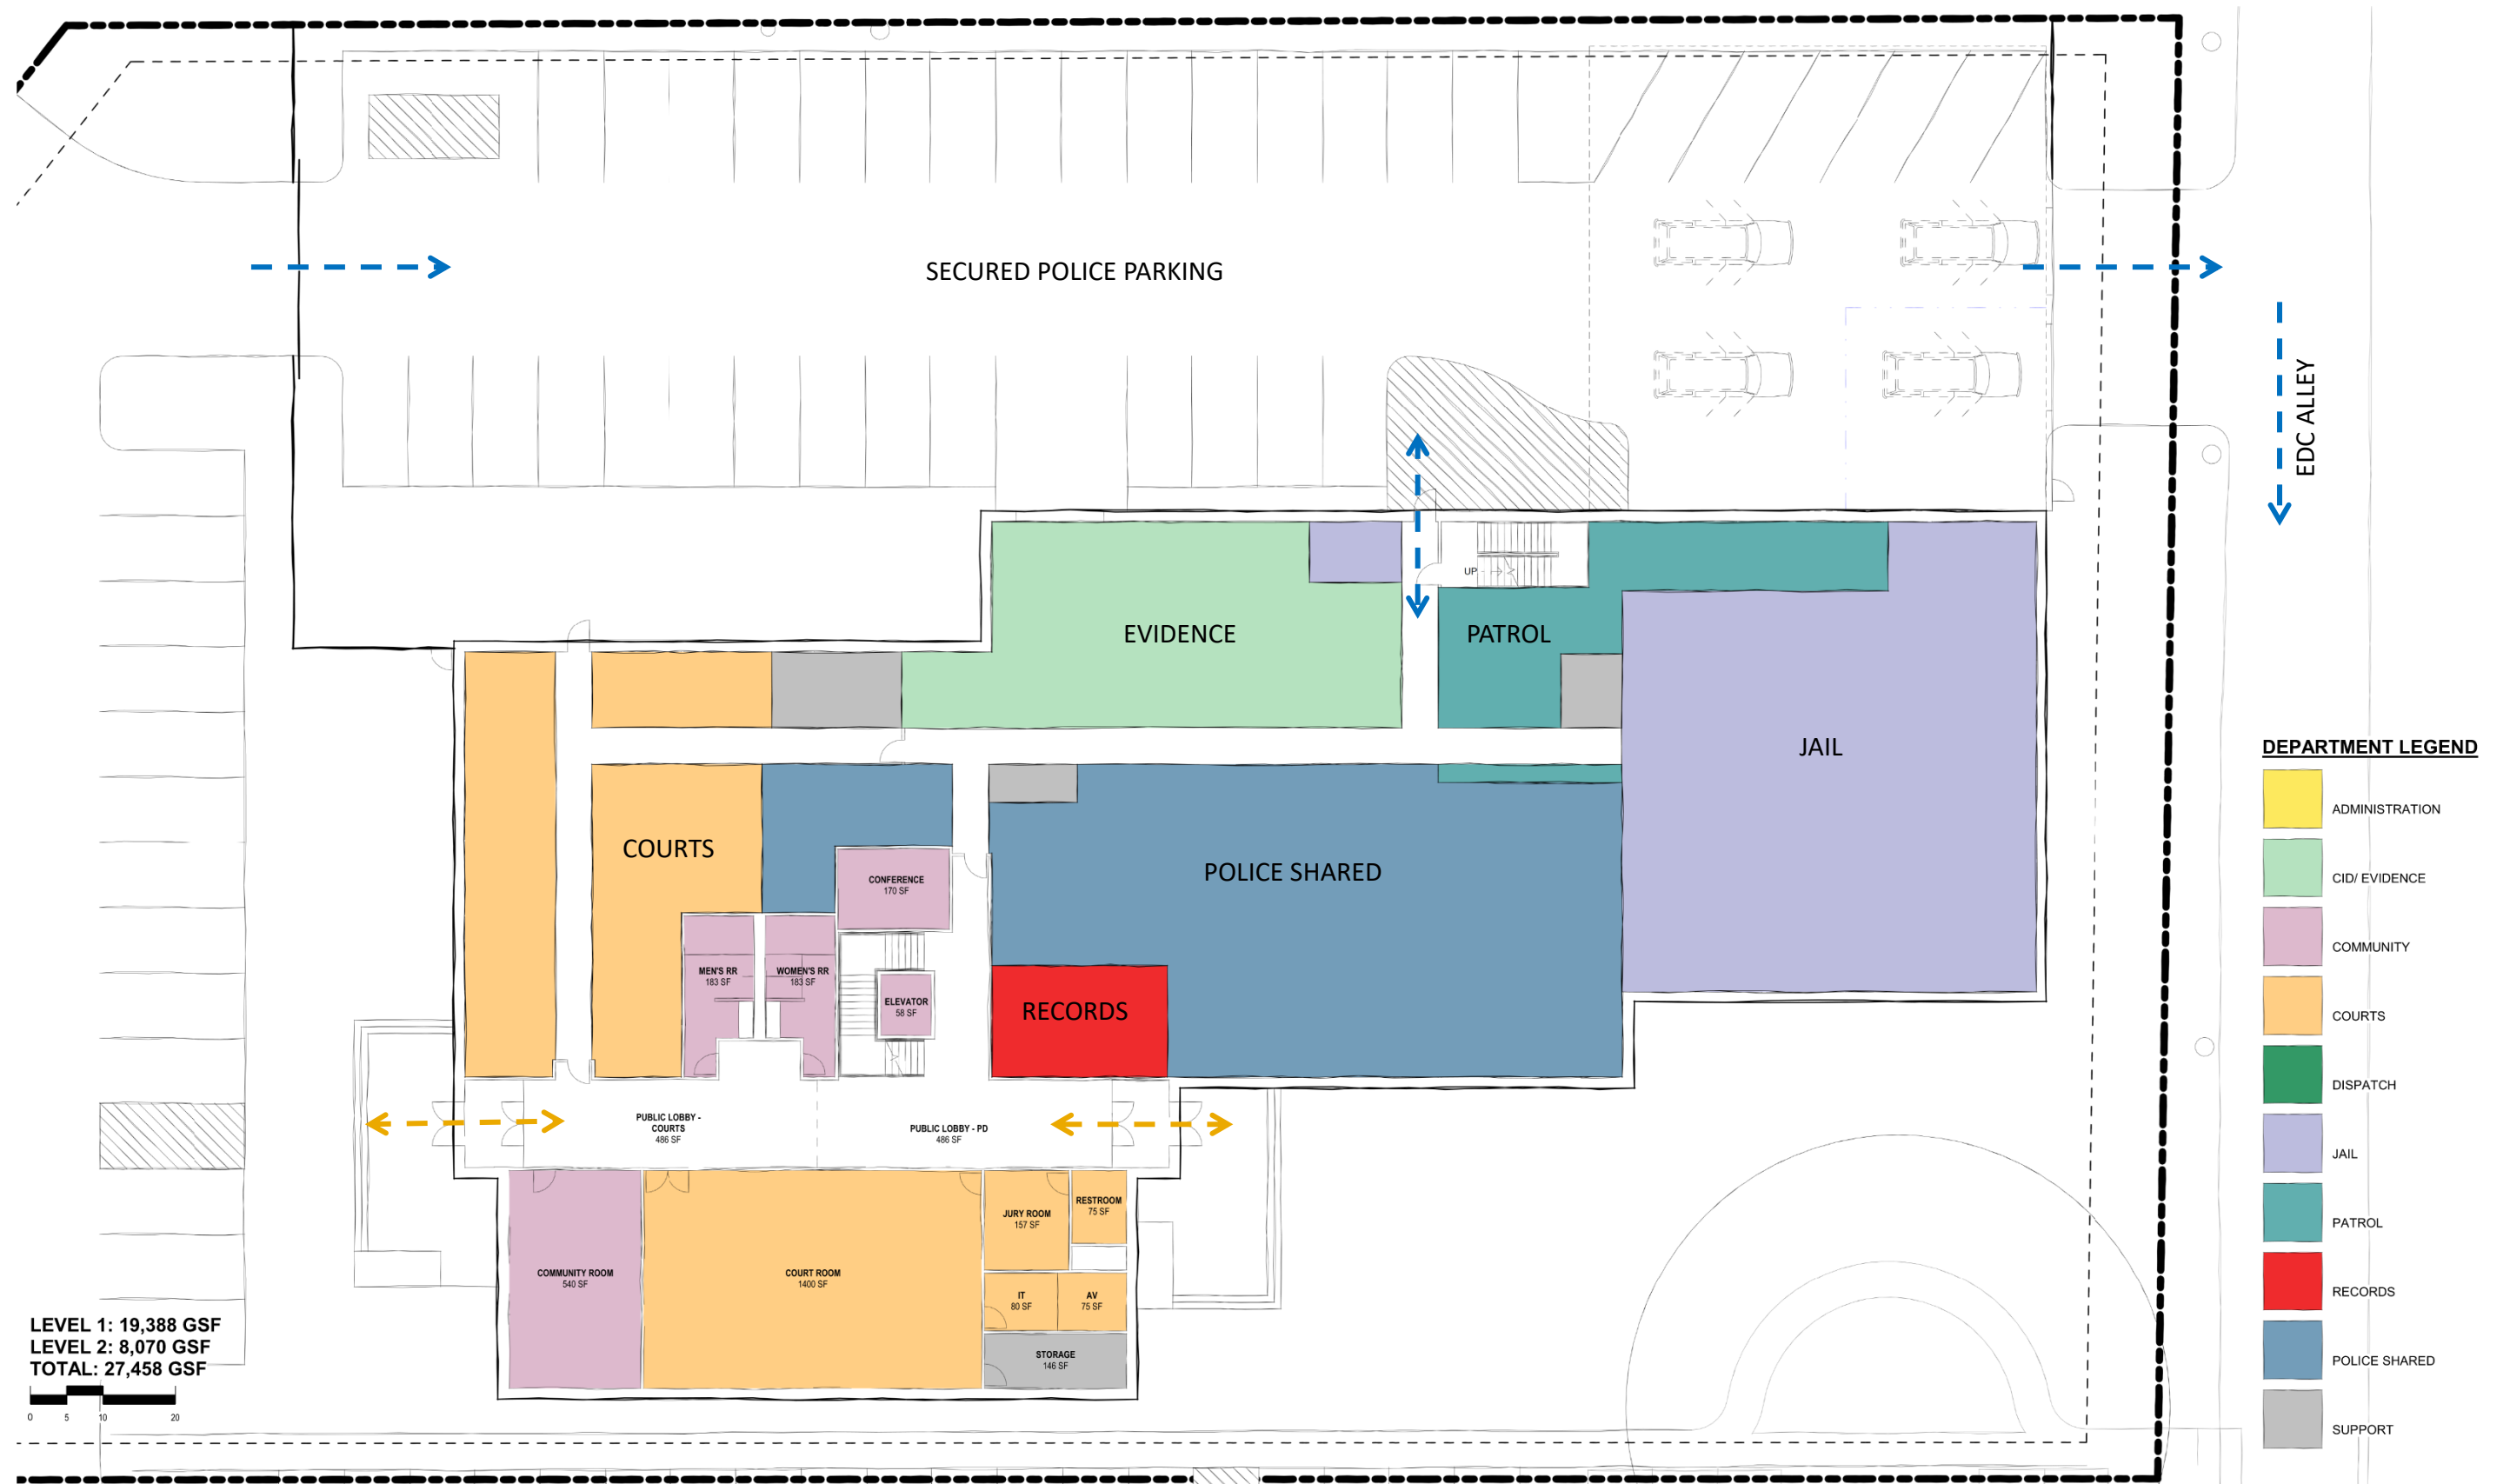 SECURED POLICE PARKING
EDC ALLEY
UP
EVIDENCE
PATROL
JAIL
COURTS
CONFERENCE
170 SF
POLICE SHARED
MEN'S RR
183 SF
WOMEN'S RR
183 SF
ELEVATOR
58 SF
RECORDS
PUBLIC LOBBY -
COURTS
486 SF
PUBLIC LOBBY - PD
486 SF
COMMUNITY ROOM
540 SF
COURT ROOM
1400 SF
JURY ROOM
157 SF
RESTROOM
75 SF
IT
80 SF
AV
75 SF
STORAGE
146 SF
LEVEL 1: 19,388 GSF
LEVEL 2: 8,070 GSF
TOTAL: 27,458 GSF
0 5 10 20
DEPARTMENT LEGEND
ADMINISTRATION
CID/ EVIDENCE
COMMUNITY
COURTS
DISPATCH
JAIL
PATROL
RECORDS
POLICE SHARED
SUPPORT